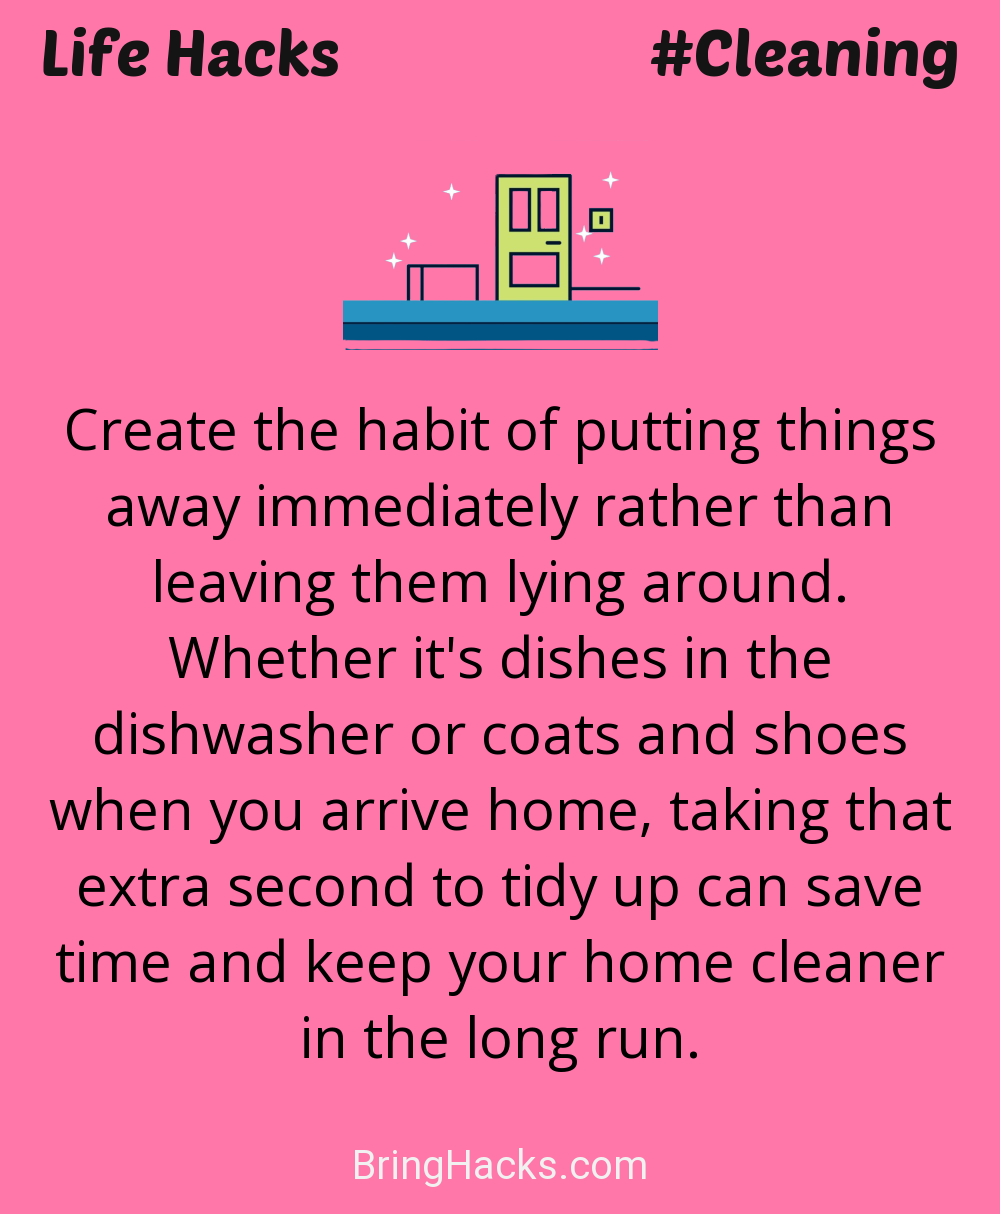 Life Hacks #Cleaning
Create the habit of putting things
away immediately rather than
leaving them lying around.
Whether it's dishes in the
dishwasher or coats and shoes
when you arrive home, taking that
extra second to tidy up can save
time and keep your home cleaner
in the long run.
BringHacks.com